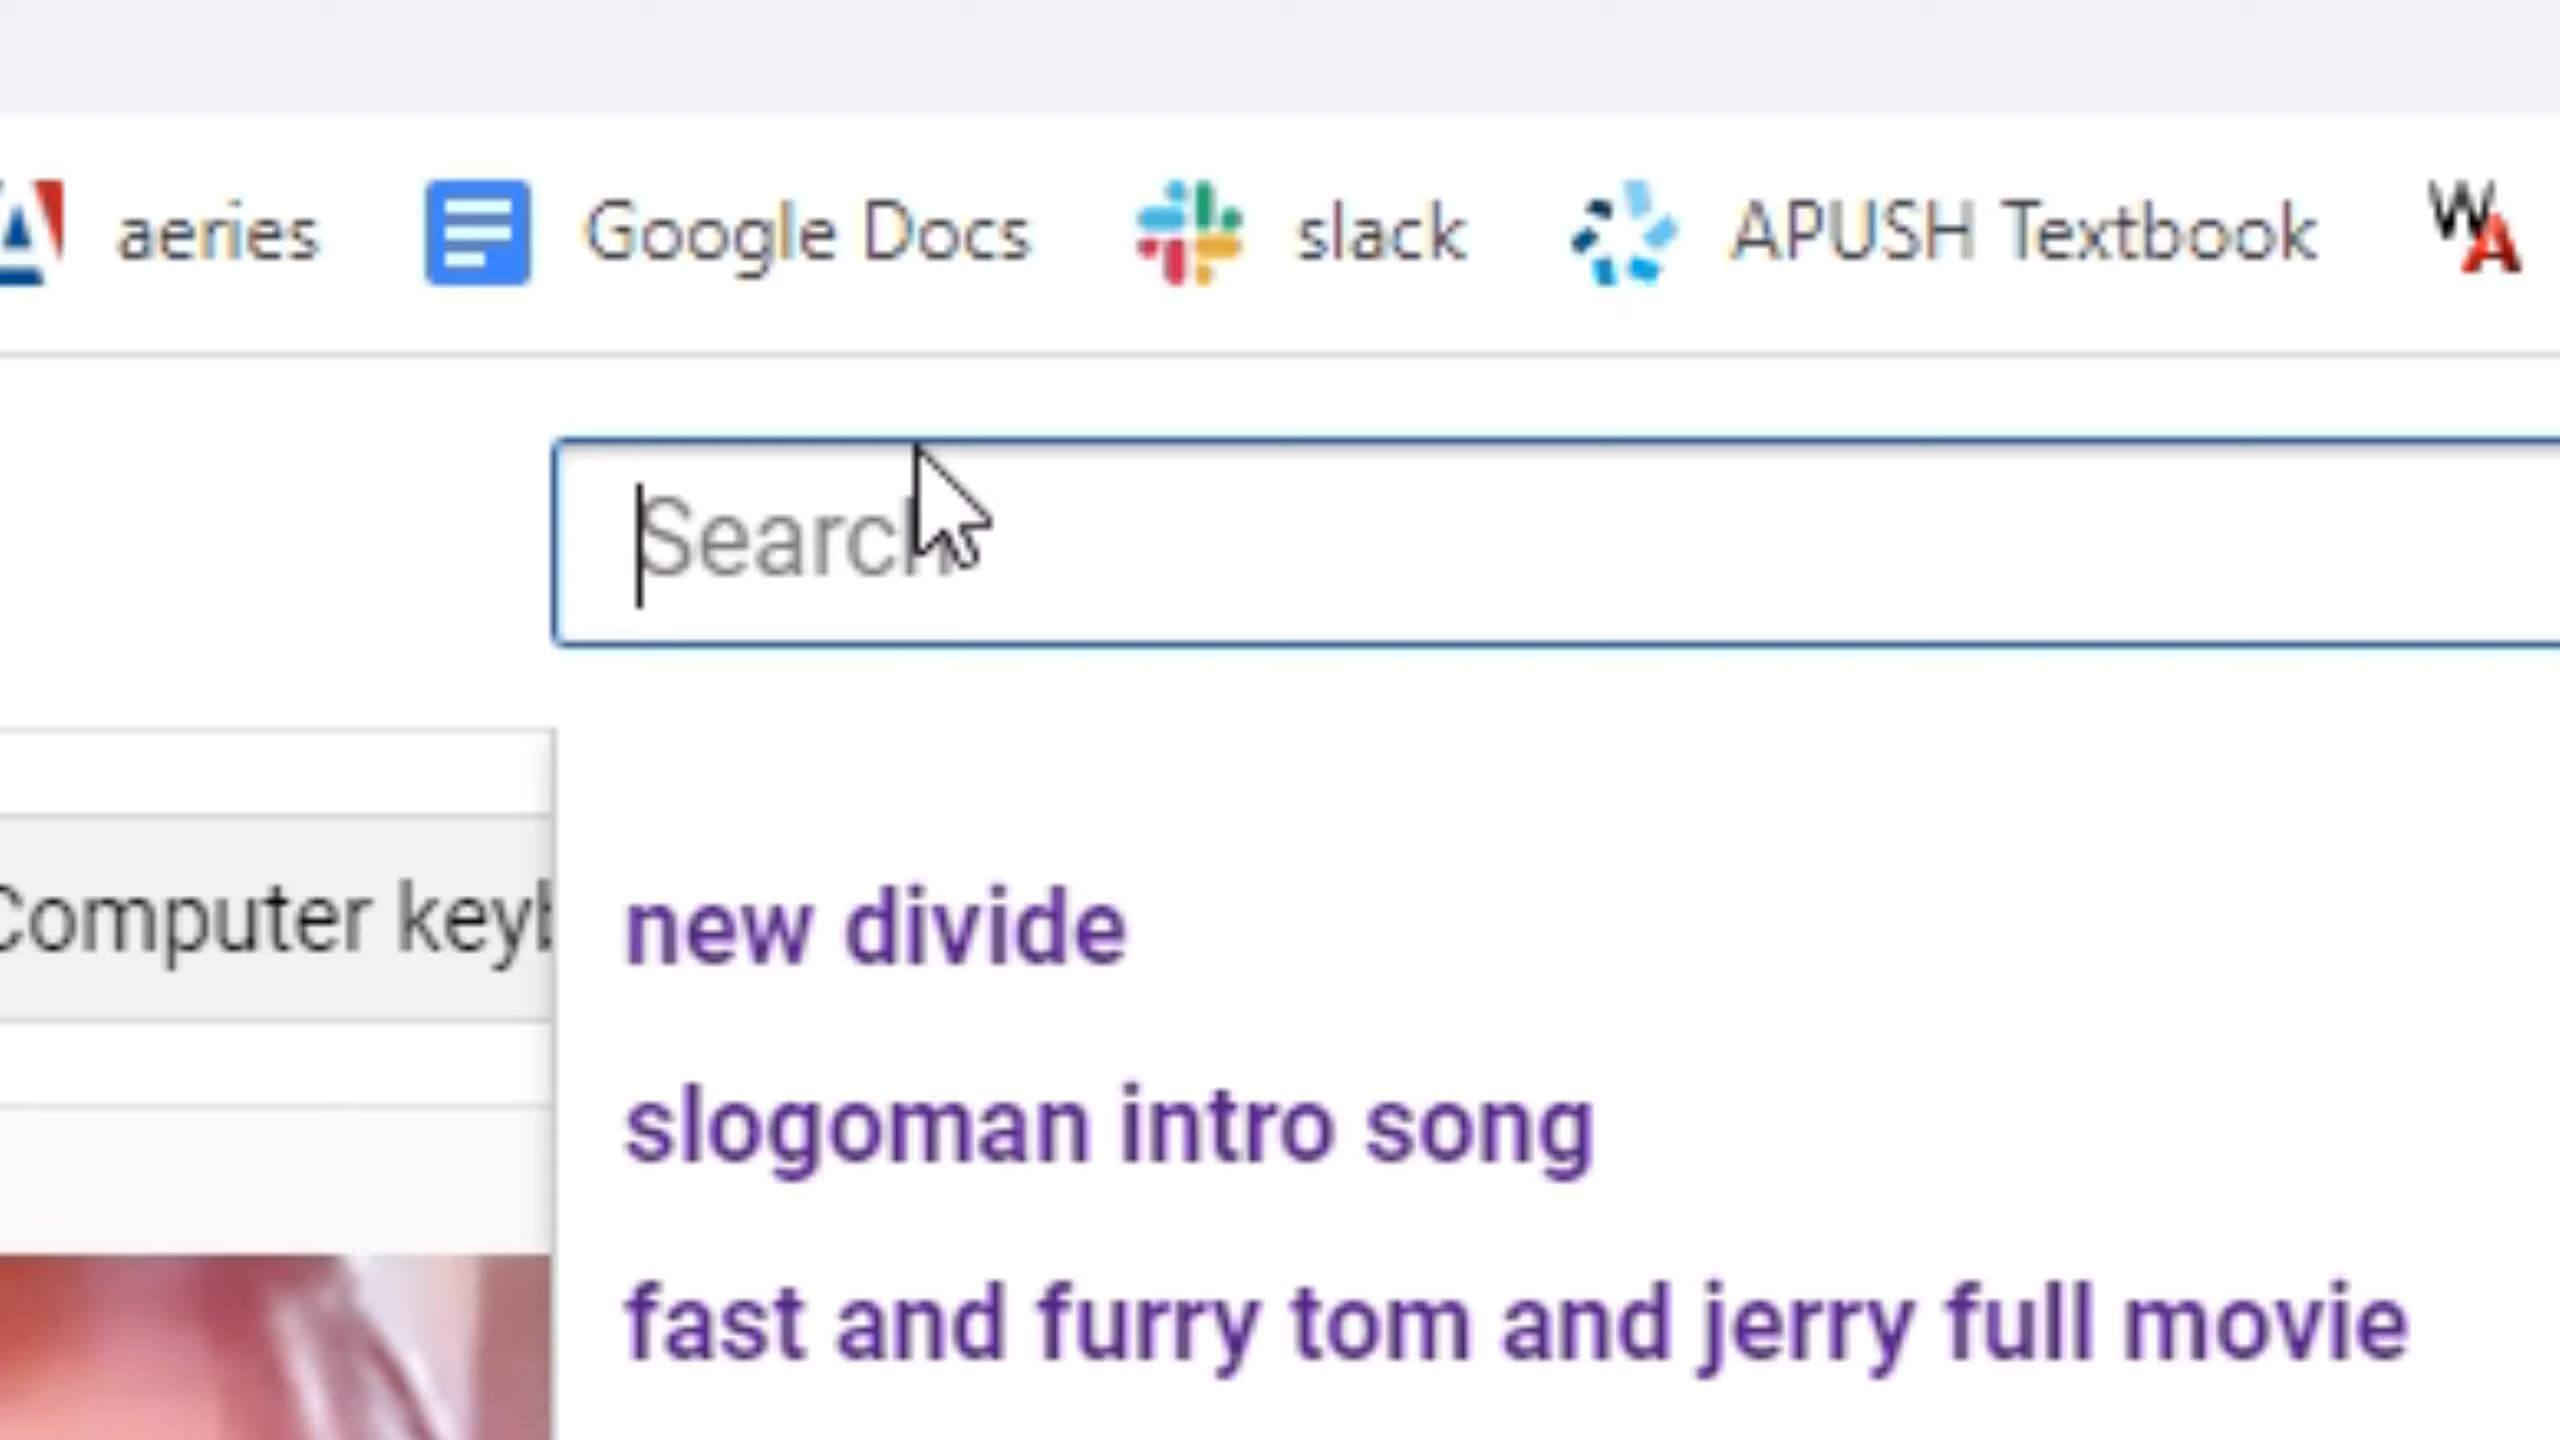 aeries Google Docs slack APUSH Textbook WA
Search
new divide
Computer
slogoman intro song
fast and furry tom and jerry full movie